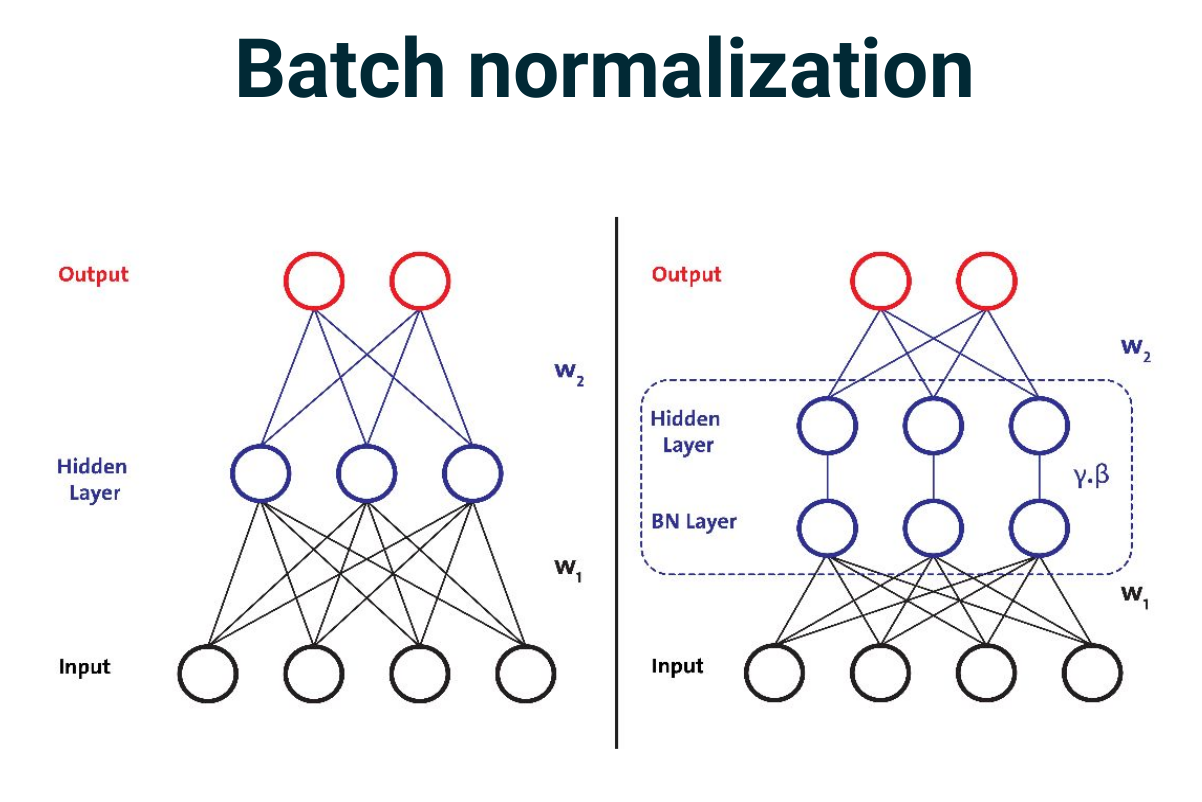 Batch normalization
Output
w2
Hidden
Layer
w1
Input
Output
w2
Hidden
Layer
γ.β
BN Layer
w1
Input